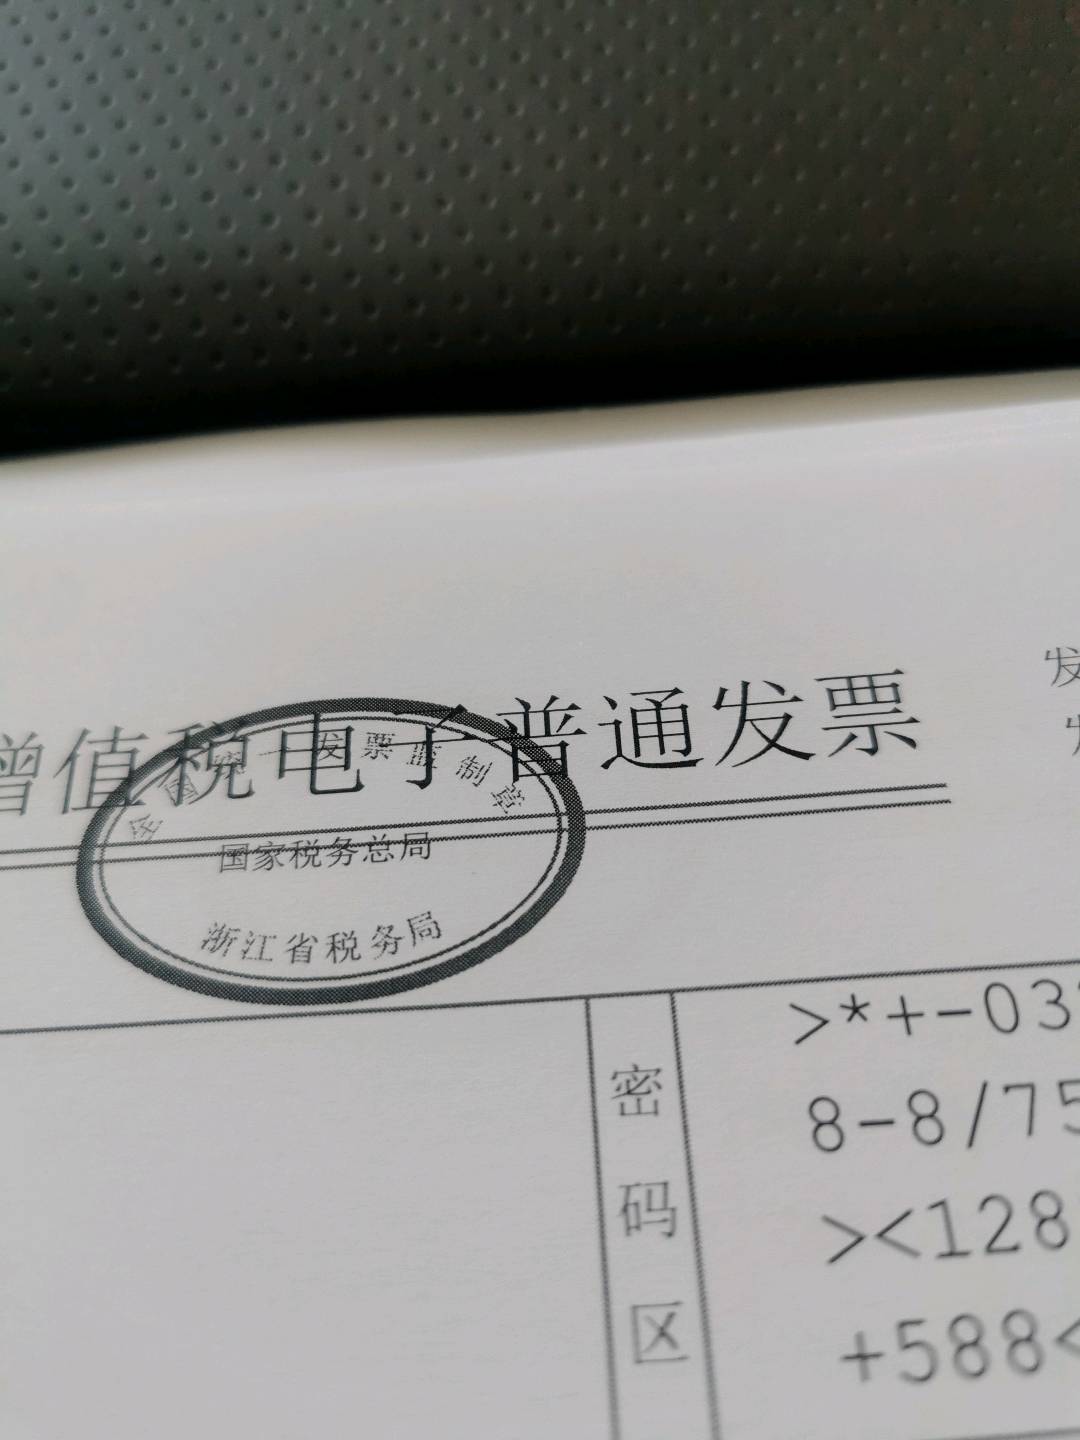 增值税电子普通发票
发
全国统一发票监制章
国家税务总局
浙江省税务局
密码区
>*+-03
8-8/75
><128
+588<